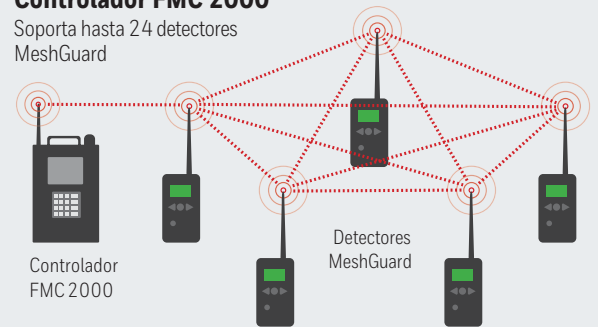 Controlador FMC 2000
Soporta hasta 24 detectores
MeshGuard
Detectores
MeshGuard
Controlador
FMC 2000